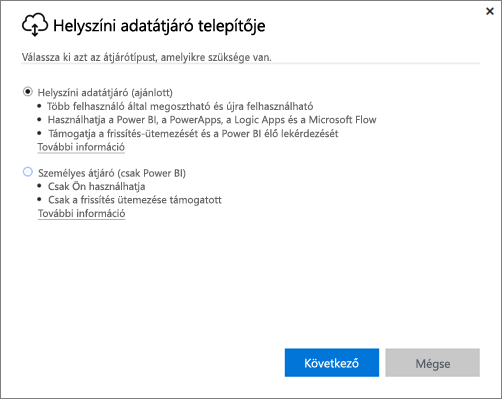 Helyszíni adatátjáró telepítője
Válassza ki azt az átjárótípust, amelyikre szüksége van.
Helyszíni adatátjáró (ajánlott)
• Több felhasználó által megosztható és újra felhasználható
• Használhatja a Power BI, a PowerApps, a Logic Apps és a Microsoft Flow
• Támogatja a frissítés-ütemezését és a Power BI élő lekérdezését
További információ
Személyes átjáró (csak Power BI)
• Csak Ön használhatja
• Csak a frissítés ütemezése támogatott
További információ
Következő
Mégse